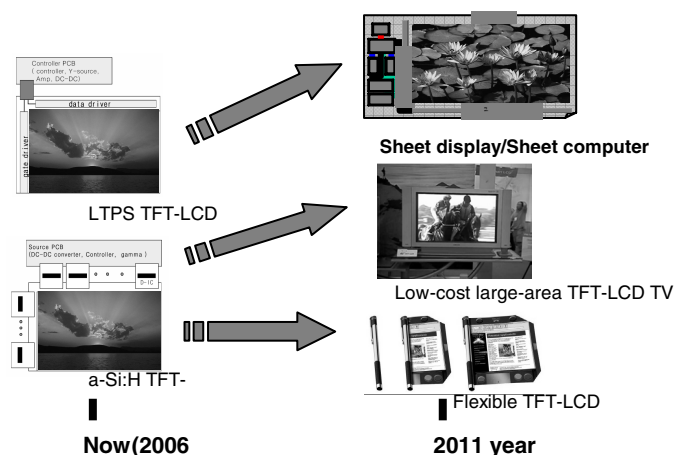 Controller PCB
( controller, Y-source,
Amp, DC-DC)
data driver
gate driver
LTPS TFT-LCD
Source PCB
(DC-DC converter, Controller, gamma )
D-IC
a-Si:H TFT-
Now(2006
Sheet display/Sheet computer
Low-cost large-area TFT-LCD TV
Flexible TFT-LCD
2011 year